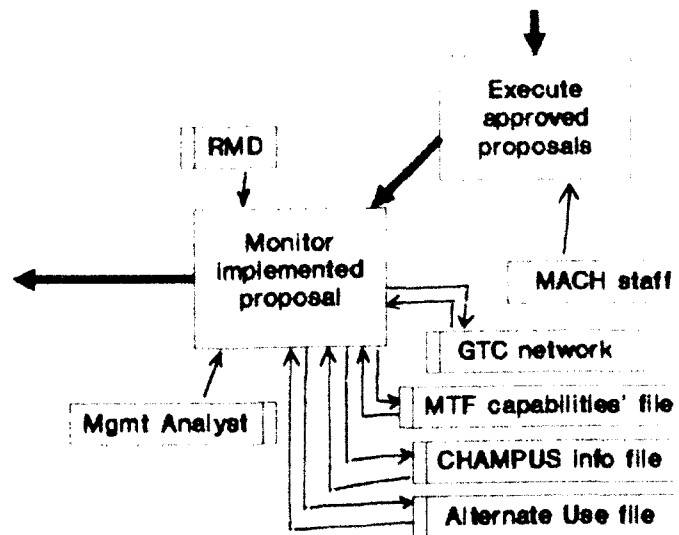 Execute
approved
proposals
RMD
Monitor
implemented
proposal
MACH staff
GTC network
Mgmt Analyst
MTF capabilities' file
CHAMPUS info file
Alternate Use file